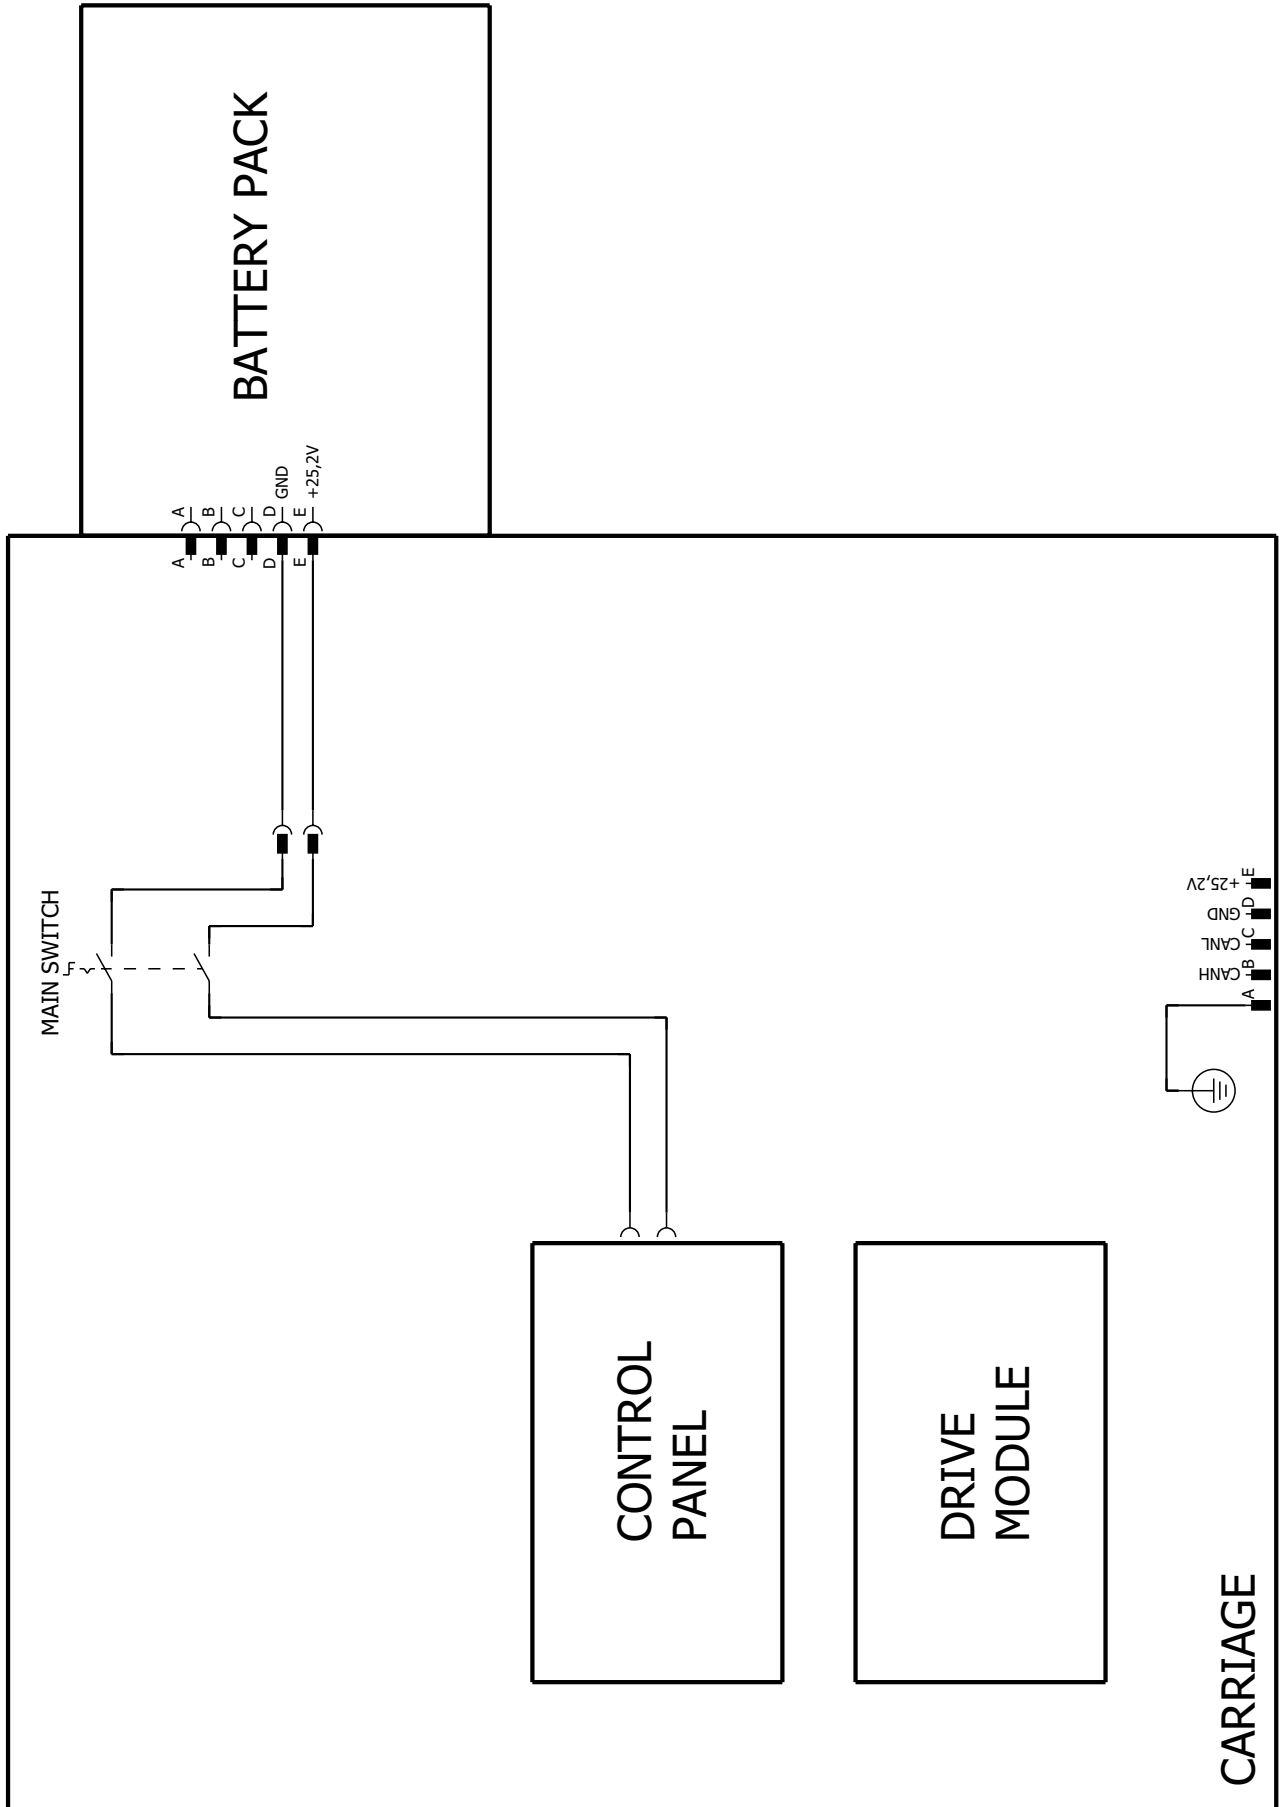 BATTERY PACK
GND
+25,2V
A
B
C
D
E
A
B
C
D
E
MAIN SWITCH
+25,2V
GND
CANL
CANH
E
D
C
B
A
CONTROL
PANEL
DRIVE
MODULE
CARRIAGE